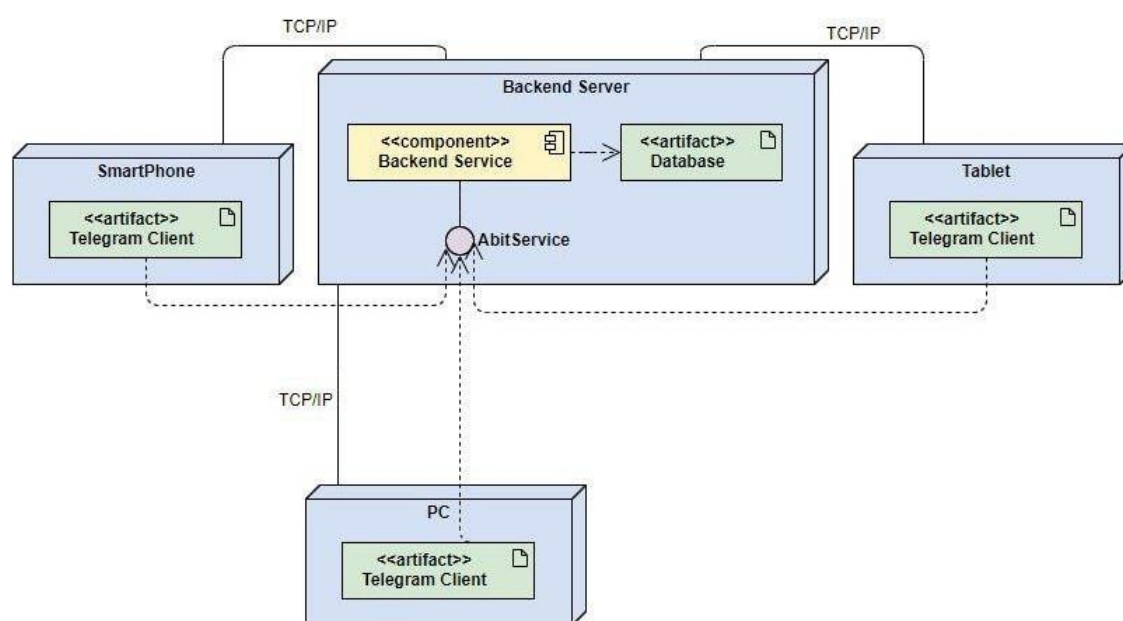 TCP/IP
TCP/IP
Backend Server
<<component>>
Backend Service
<<artifact>>
Database
SmartPhone
<<artifact>>
Telegram Client
Tablet
<<artifact>>
Telegram Client
AbitService
TCP/IP
PC
<<artifact>>
Telegram Client